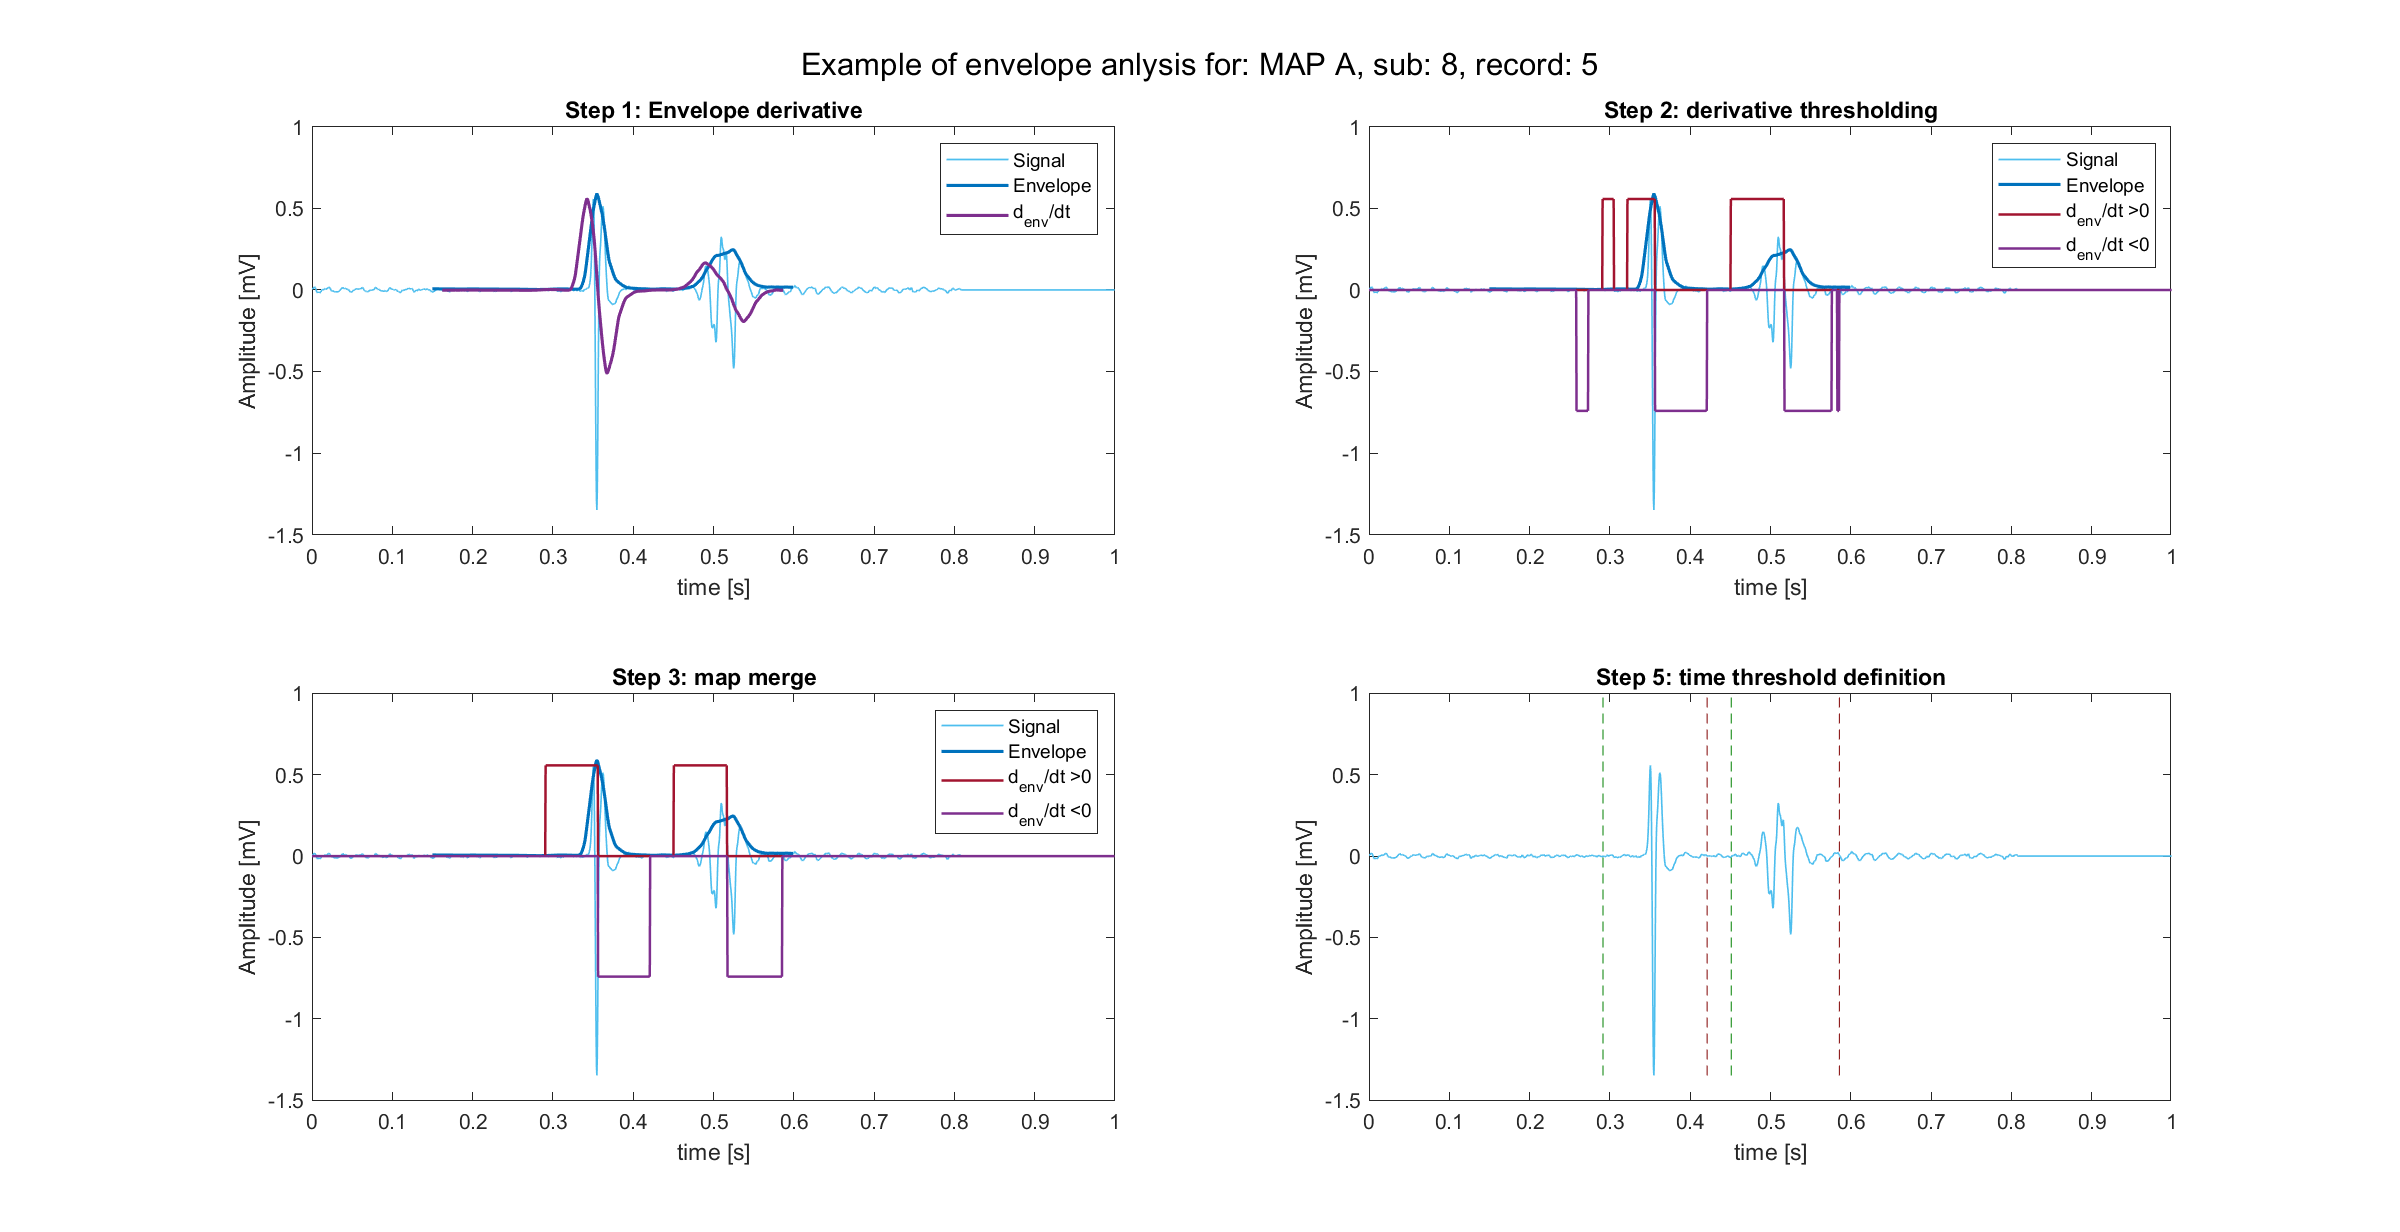 Example of envelope anlysis for: MAP A, sub: 8, record: 5
Step 1: Envelope derivative
1
0.5
0
-0.5
-1
-1.5
Amplitude [mV]
0 0.1 0.2 0.3 0.4 0.5 0.6 0.7 0.8 0.9 1
time [s]
Signal
Envelope
d_env/dt
Step 2: derivative thresholding
1
0.5
0
-0.5
-1
-1.5
Amplitude [mV]
0 0.1 0.2 0.3 0.4 0.5 0.6 0.7 0.8 0.9 1
time [s]
Signal
Envelope
d_env/dt >0
d_env/dt <0
Step 3: map merge
1
0.5
0
-0.5
-1
-1.5
Amplitude [mV]
0 0.1 0.2 0.3 0.4 0.5 0.6 0.7 0.8 0.9 1
time [s]
Signal
Envelope
d_env/dt >0
d_env/dt <0
Step 5: time threshold definition
1
0.5
0
-0.5
-1
-1.5
Amplitude [mV]
0 0.1 0.2 0.3 0.4 0.5 0.6 0.7 0.8 0.9 1
time [s]